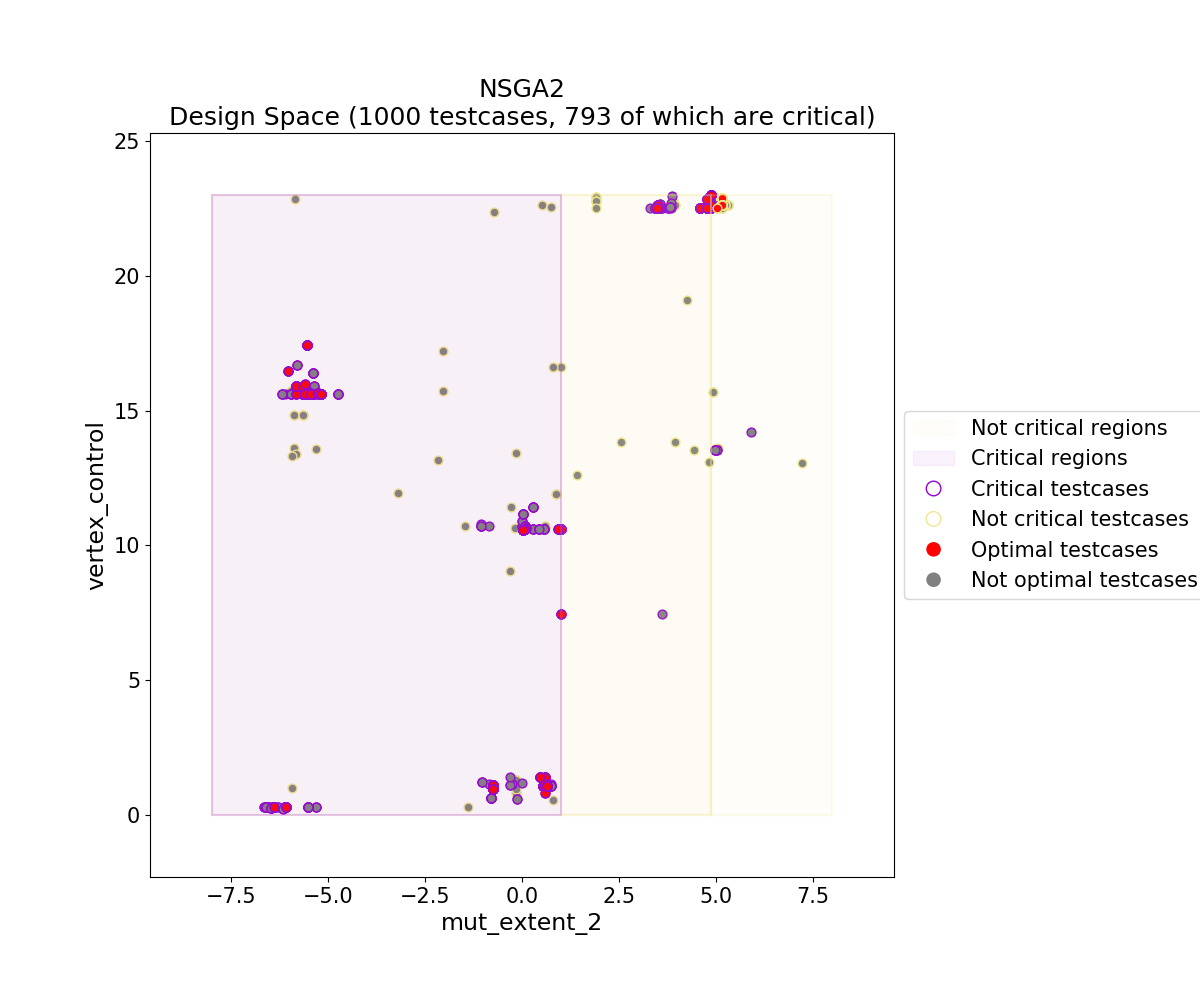 NSGA2
Design Space (1000 testcases, 793 of which are critical)
25
20
15
10
5
0
vertex_control
−7.5
−5.0
−2.5
0.0
2.5
5.0
7.5
mut_extent_2
Not critical regions
Critical regions
Critical testcases
Not critical testcases
Optimal testcases
Not optimal testcases